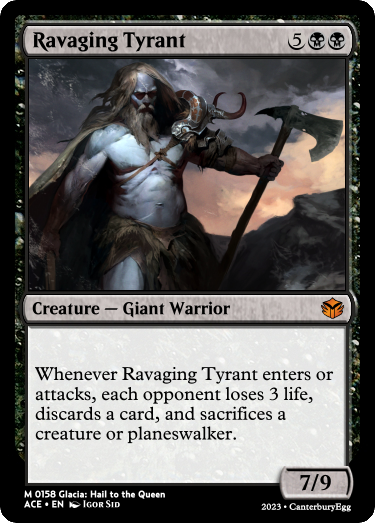 Ravaging Tyrant 5
Creature — Giant Warrior
Whenever Ravaging Tyrant enters or
attacks, each opponent loses 3 life,
discards a card, and sacrifices a
creature or planeswalker.
7/9
M 0158 Glacia: Hail to the Queen
ACE • EN Igor Sid
2023 • CanterburyEgg